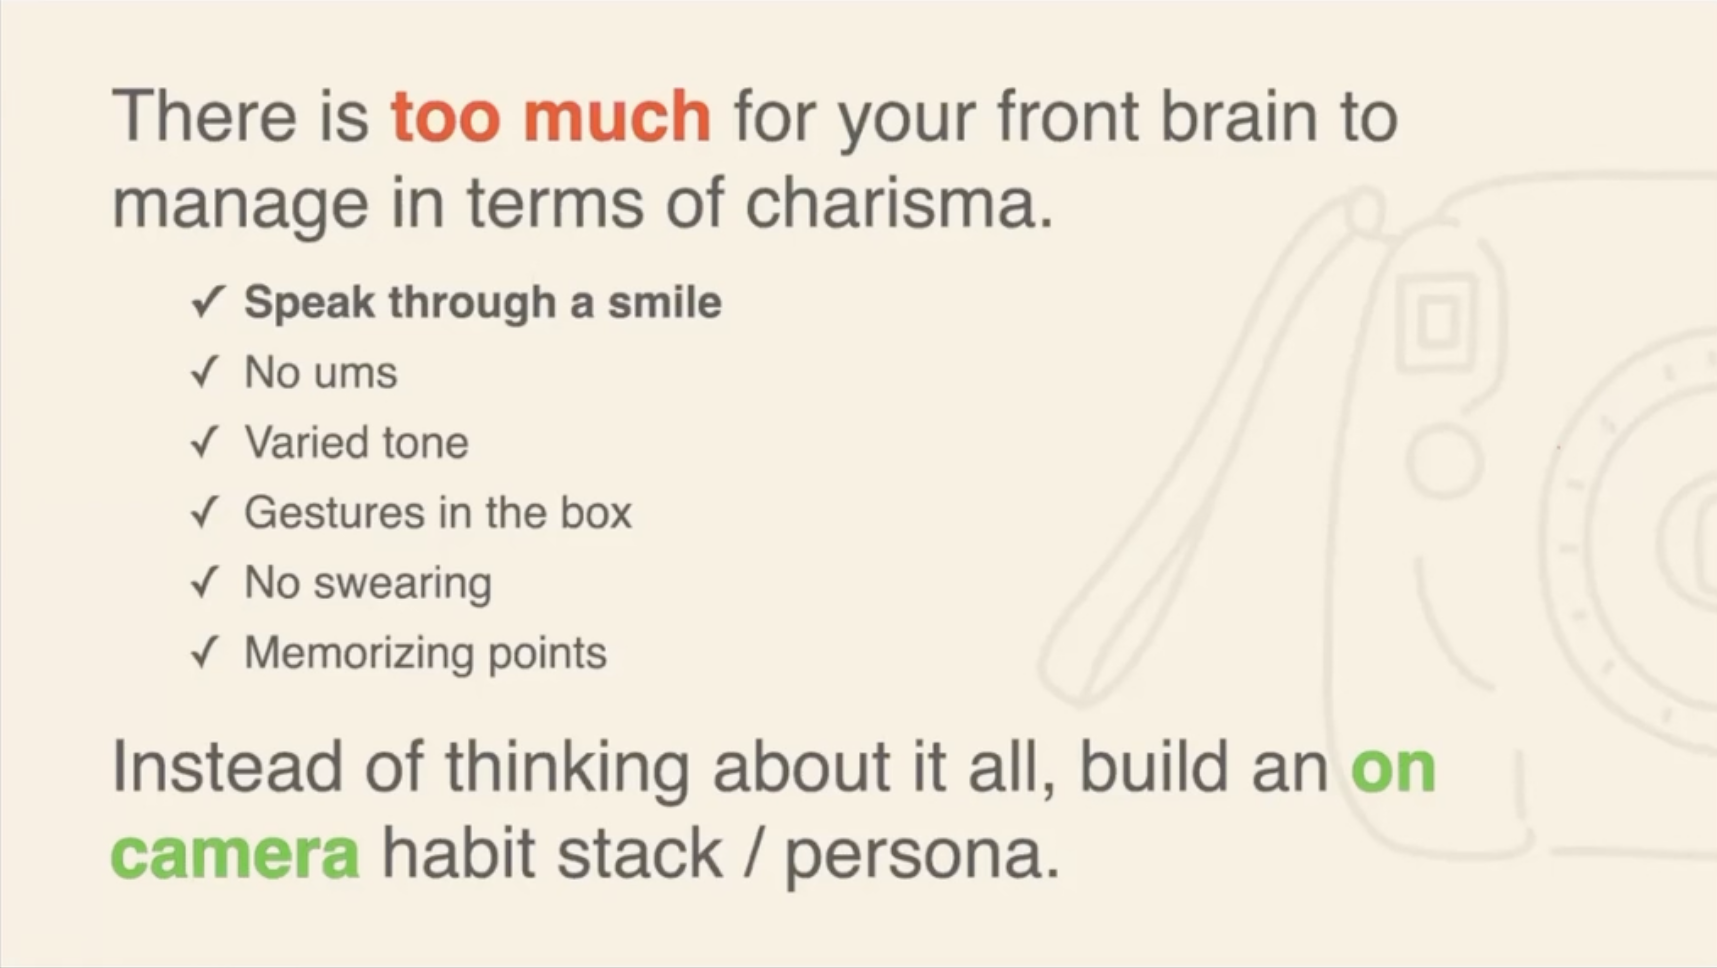 There is too much for your front brain to
manage in terms of charisma.
✓ Speak through a smile
✓ No ums
✓ Varied tone
✓ Gestures in the box
✓ No swearing
✓ Memorizing points
Instead of thinking about it all, build an on
camera habit stack / persona.